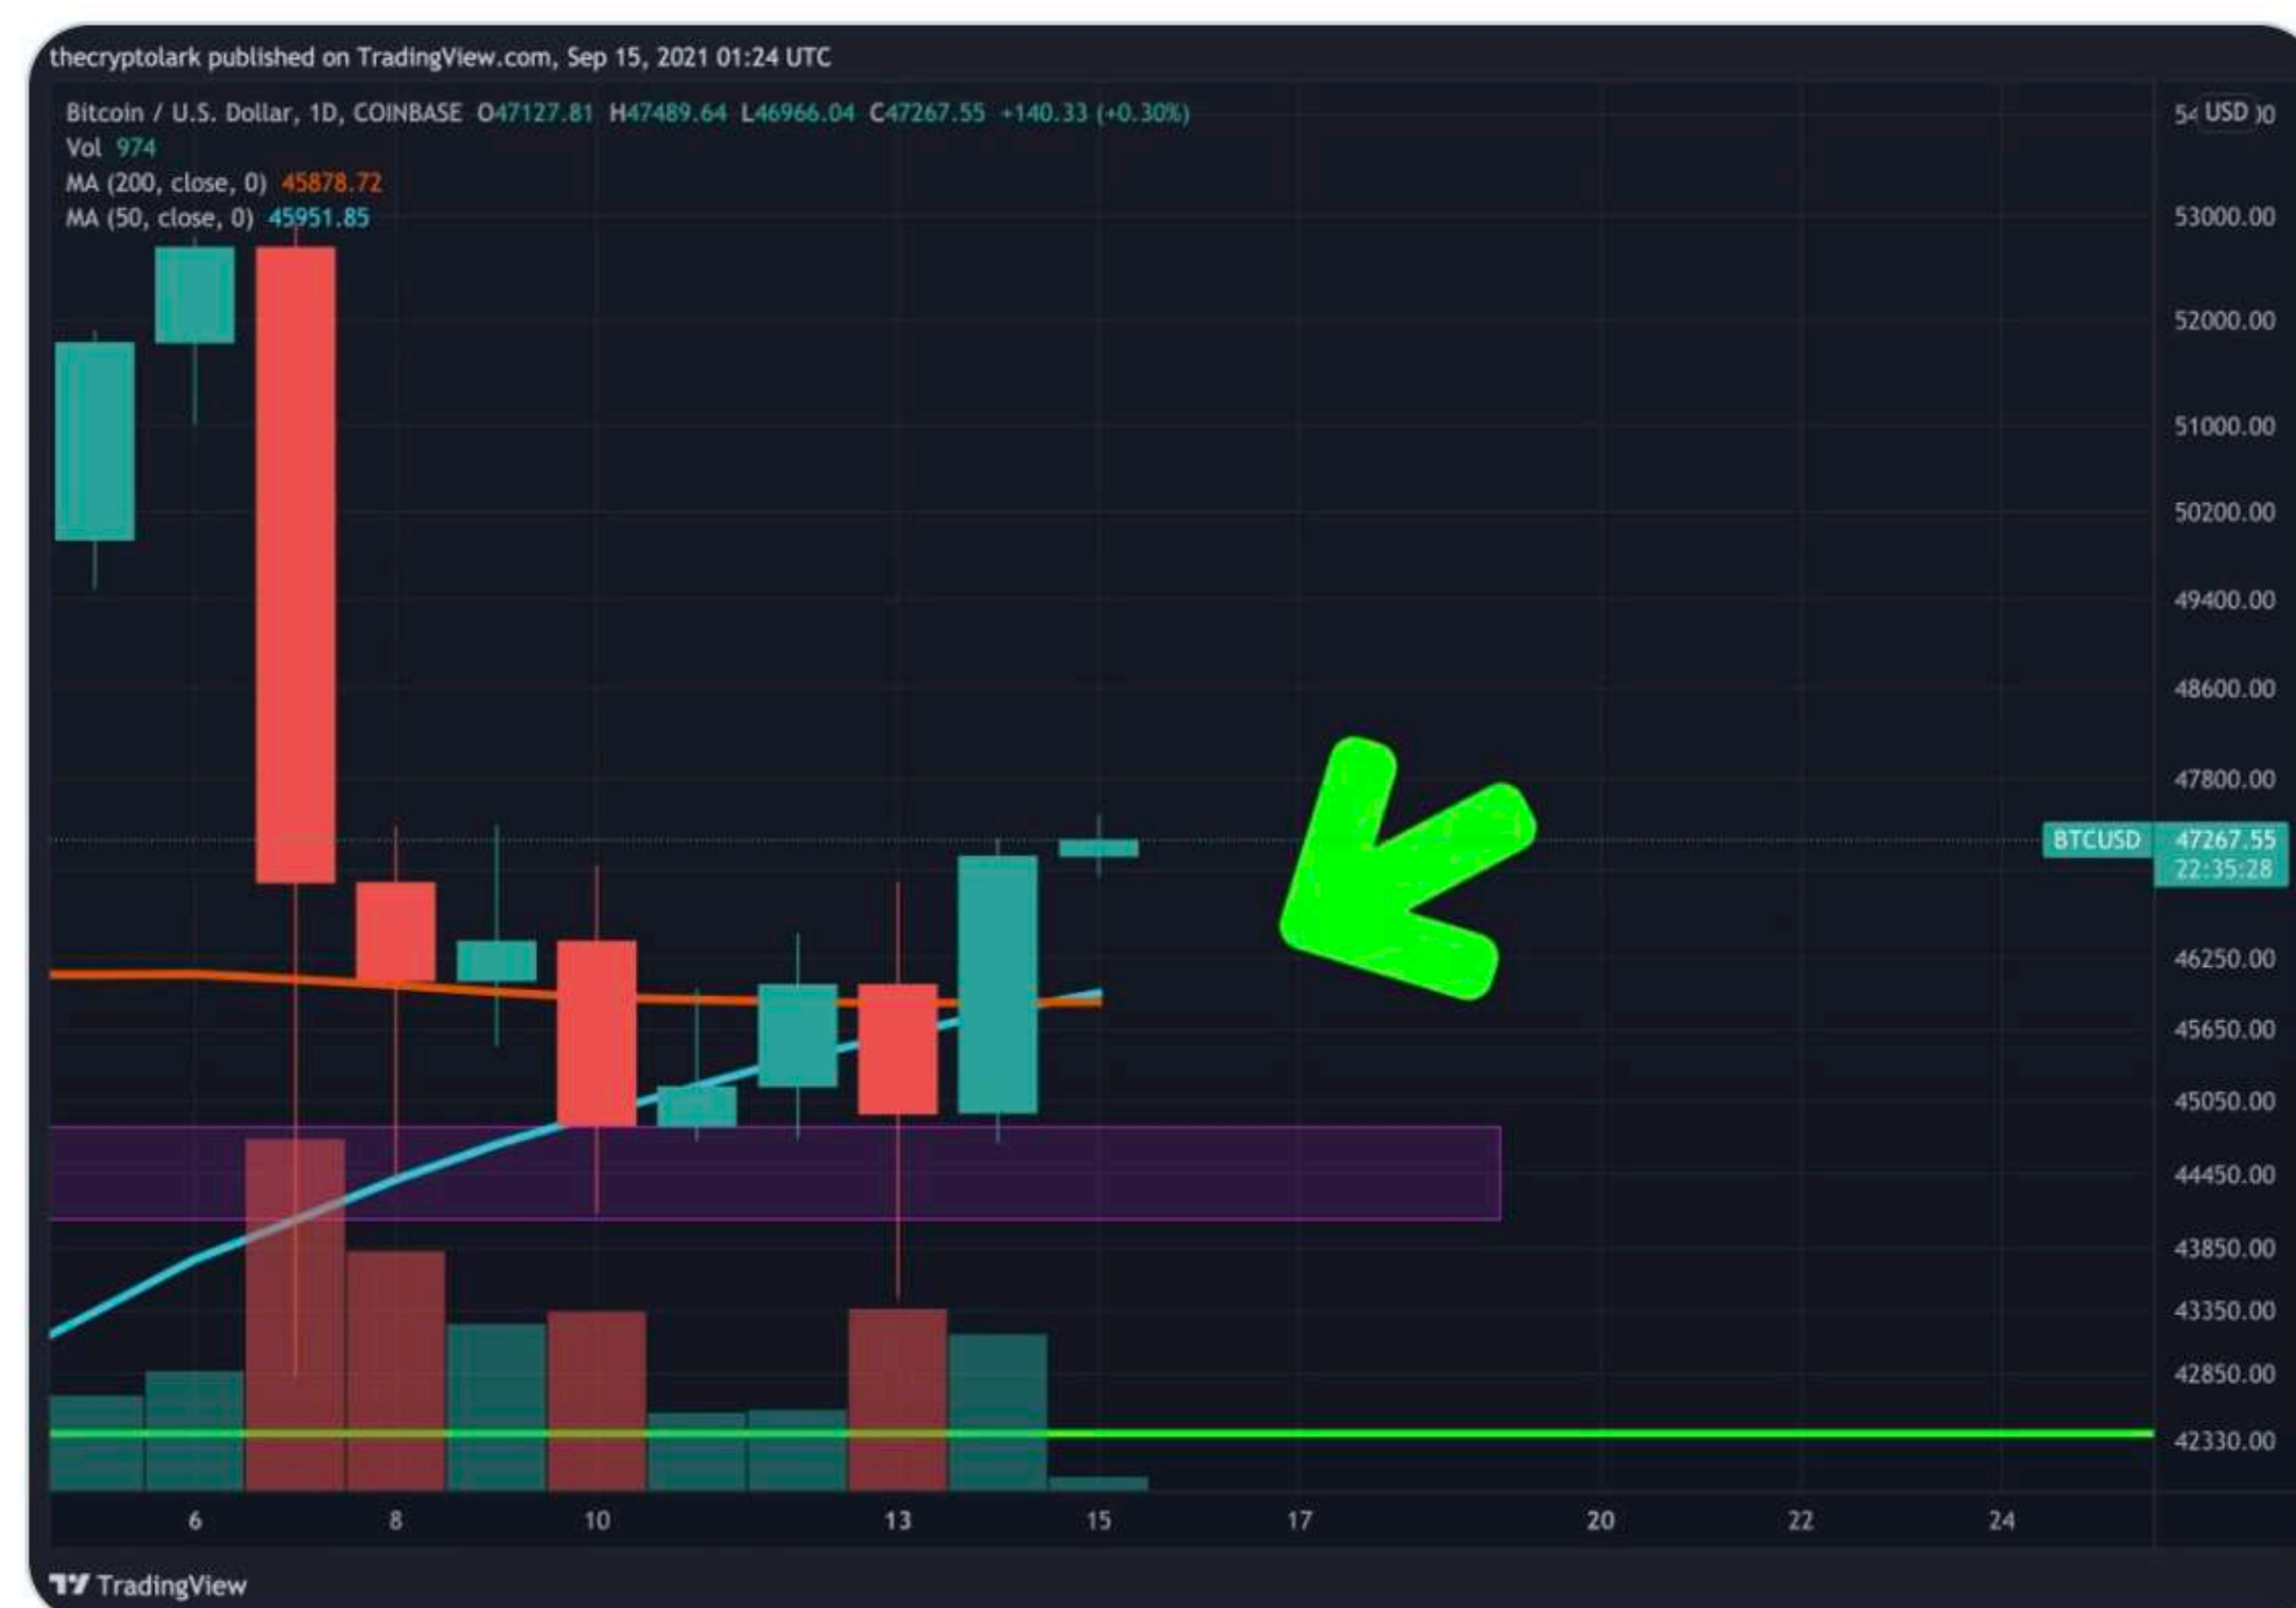 thecryptolark published on TradingView.com, Sep 15, 2021 01:24 UTC
Bitcoin / U.S. Dollar, 1D, COINBASE O47127.81 H47489.64 L46966.04 C47267.55 +140.33 (+0.30%)
Vol 974
MA (200, close, 0) 45878.72
MA (50, close, 0) 45951.85
USD
53000.00
52000.00
51000.00
50200.00
49400.00
48600.00
47800.00
BTCUSD 47267.55
22:35:28
46250.00
45650.00
45050.00
44450.00
43850.00
43350.00
42850.00
42330.00
6 8 10 13 15 17 20 22 24
TradingView